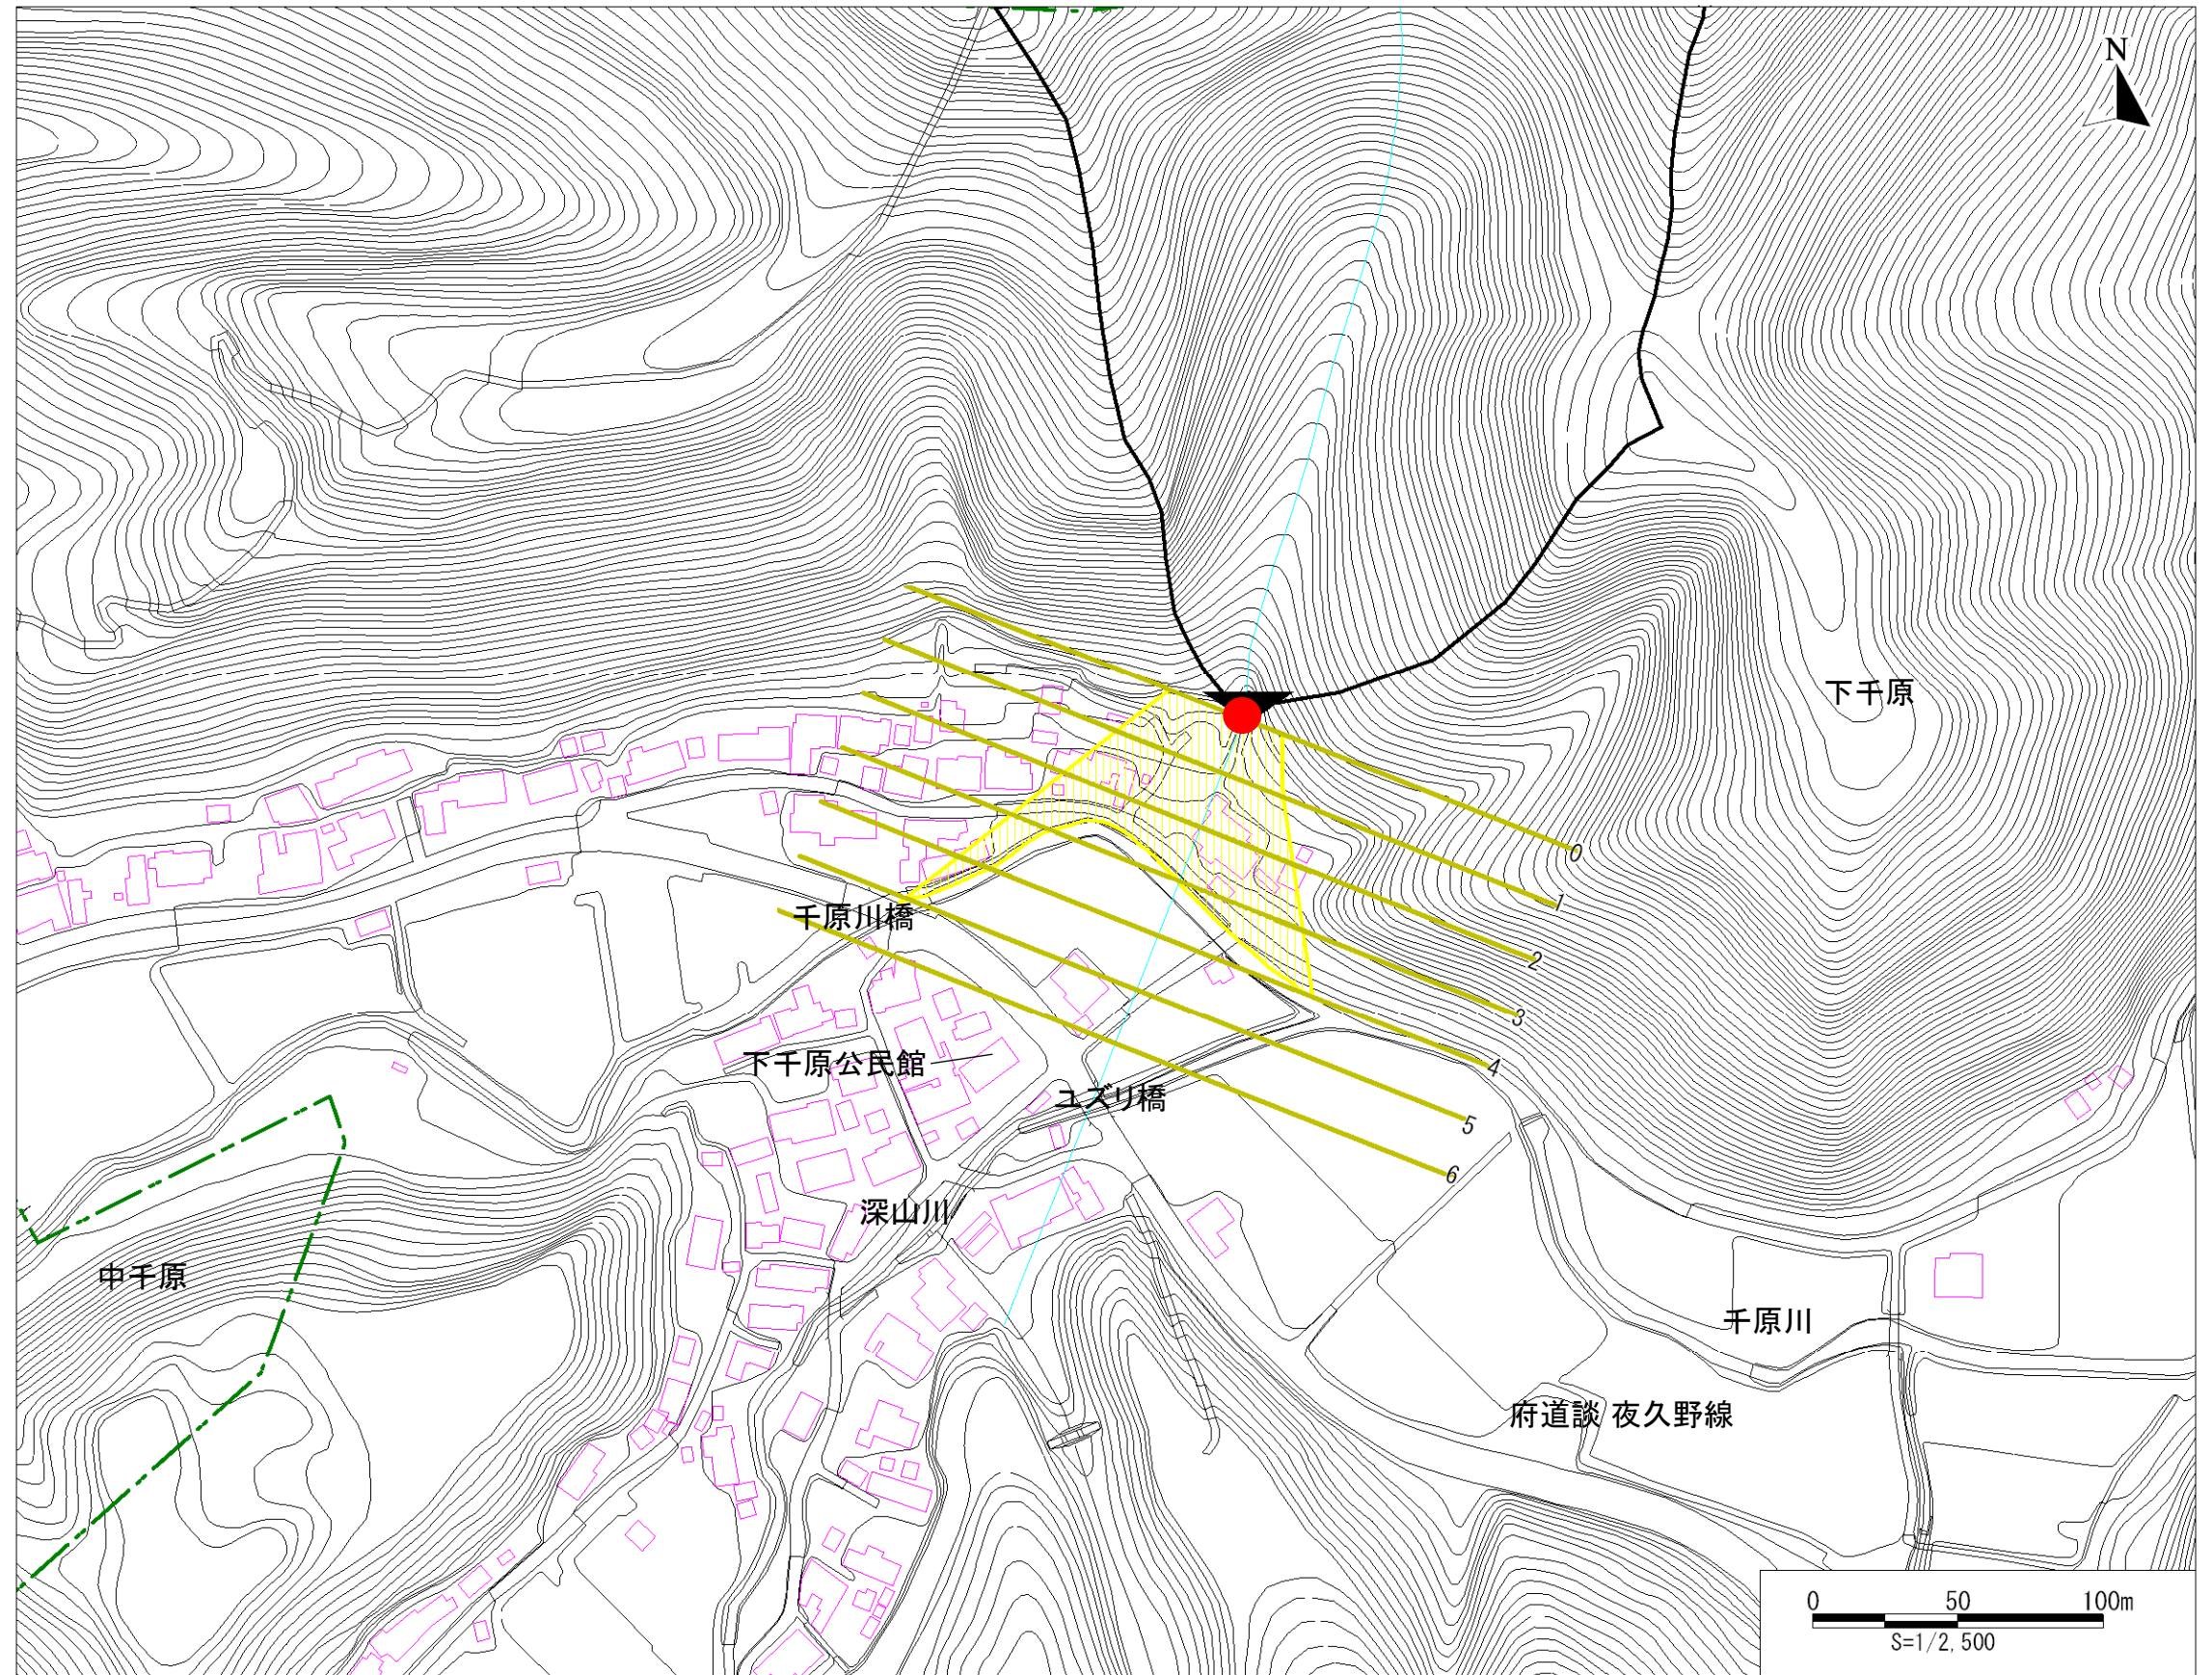 N
下千原
0
1
千原川橋
2
3
下千原公民館
4
ユズリ橋
5
6
深山川
中千原
千原川
府道談 夜久野線
0 50 100m
S=1/2,500